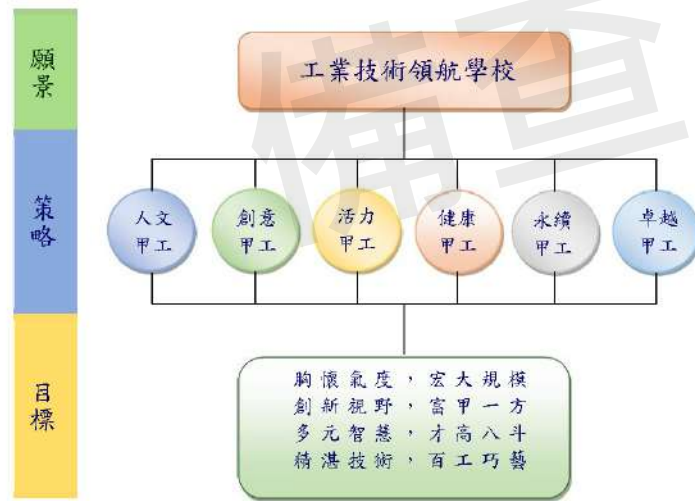 願景
工業技術領航學校
備查
策略
人文
甲工
創意
甲工
活力
甲工
健康
甲工
永續
甲工
卓越
甲工
目標
胸懷氣度，宏大規模
創新視野，富甲一方
多元智慧，才高八斗
精湛技術，百工巧藝